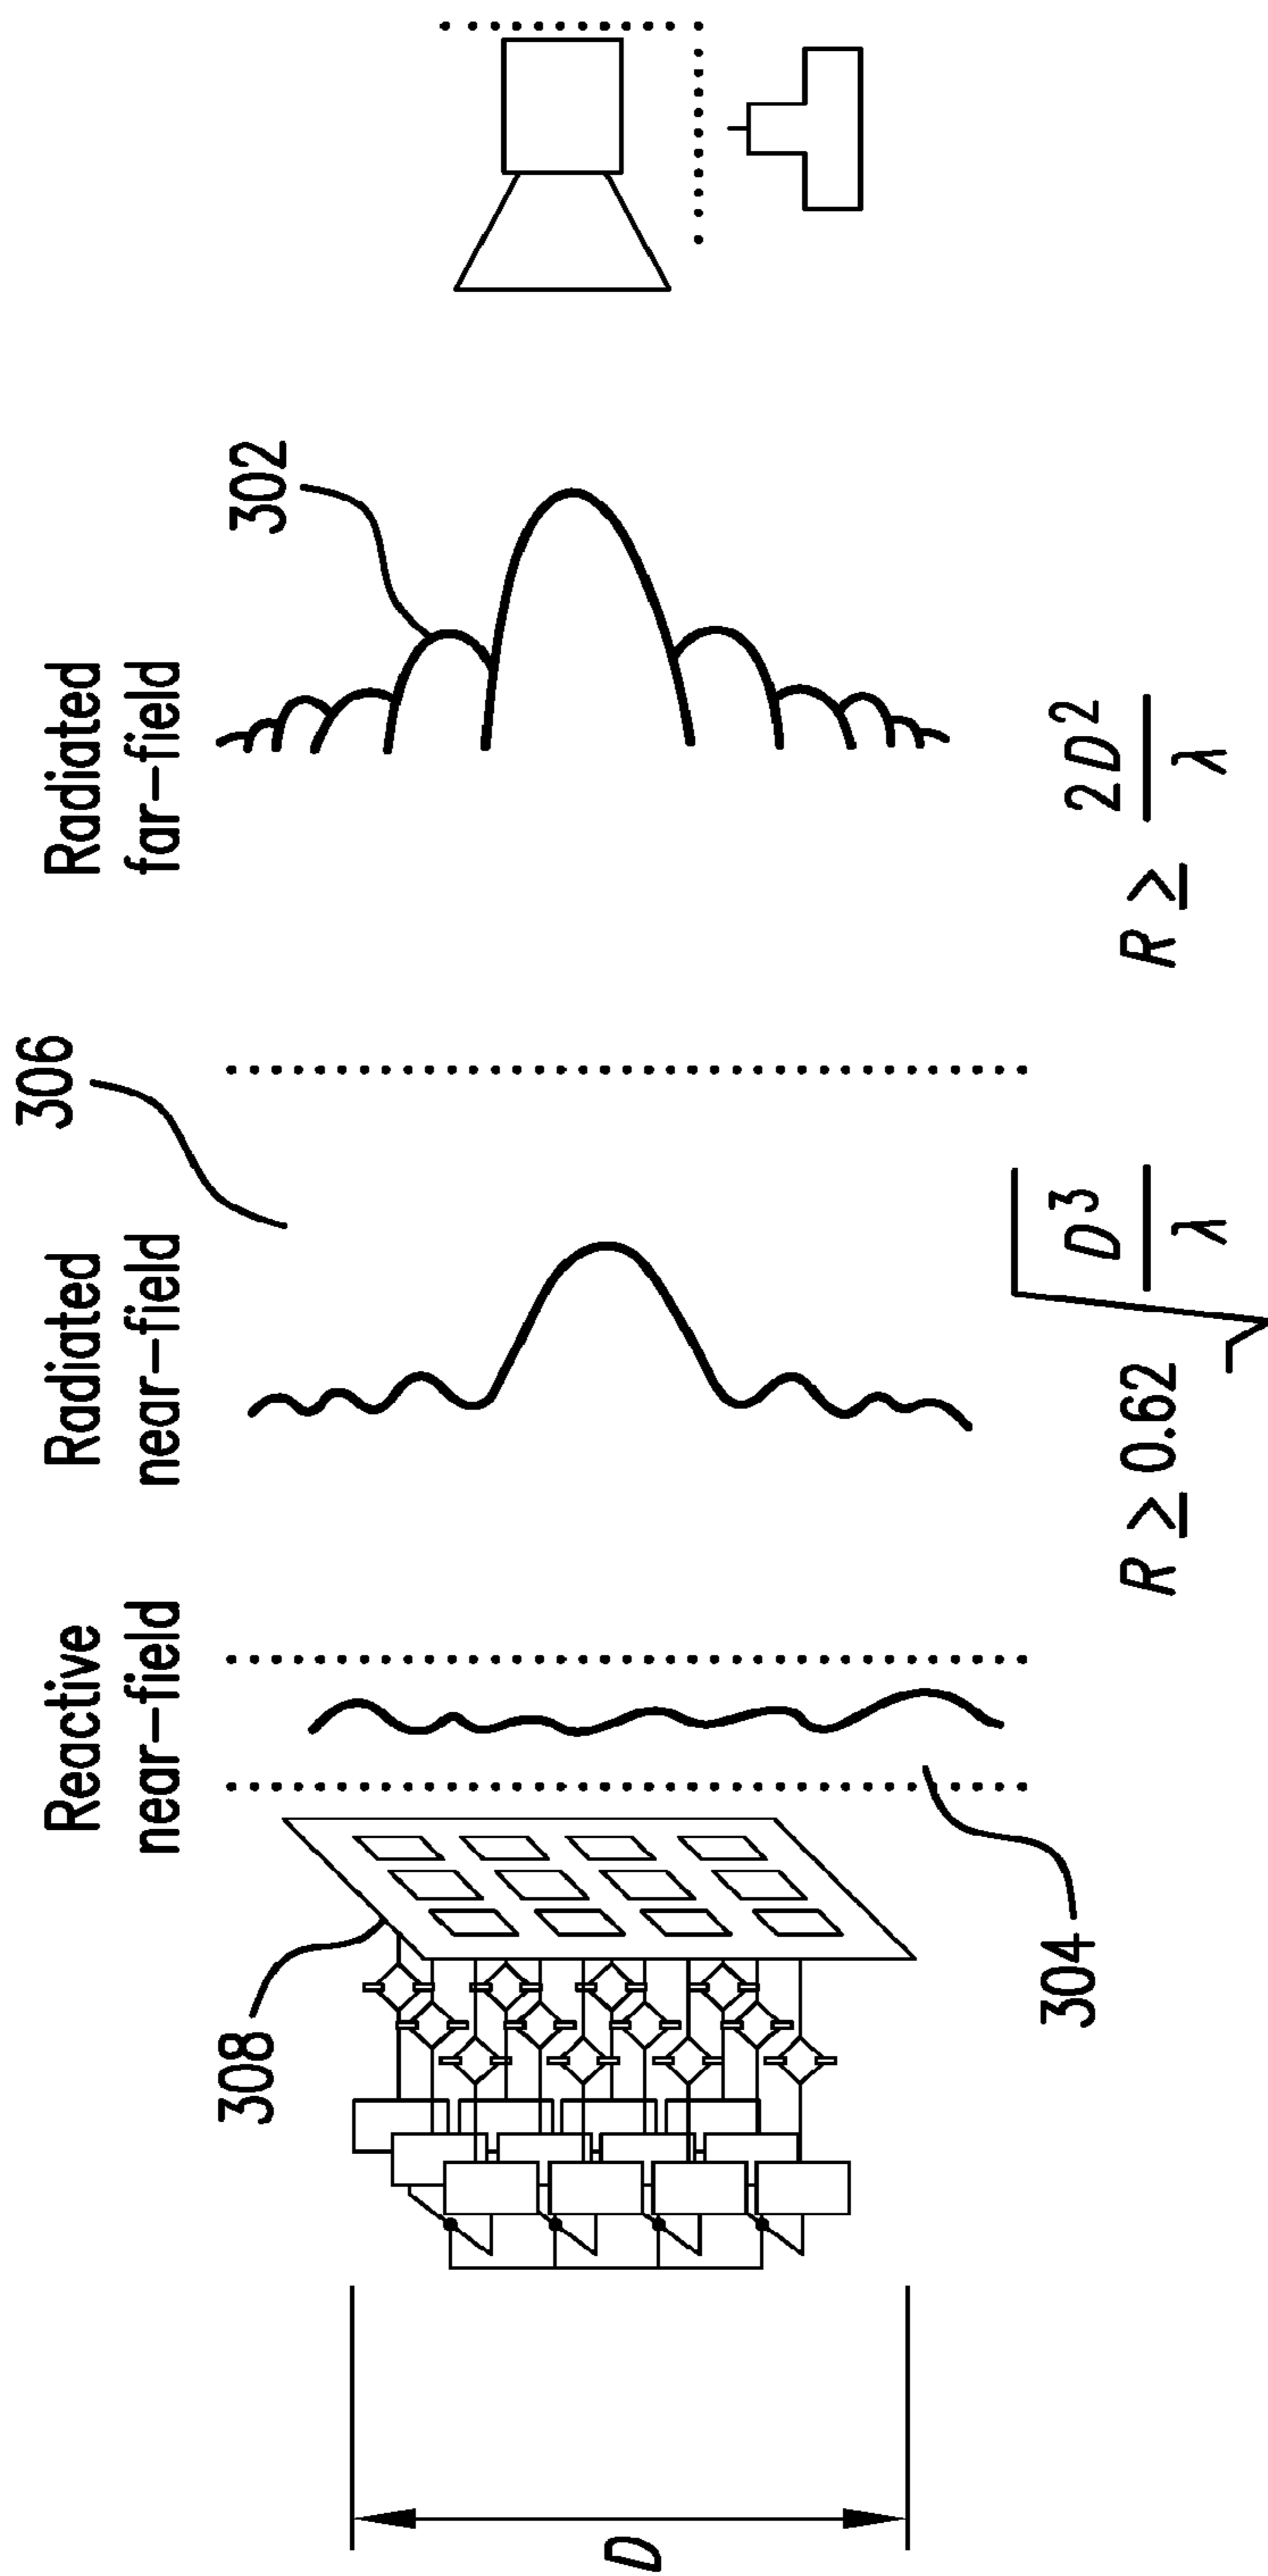 Reactive
near-field
Radiated
near-field
Radiated
far-field
306
302
308
304
D
R ≥ 0.62 √(D³/λ)
R ≥ 2D²/λ